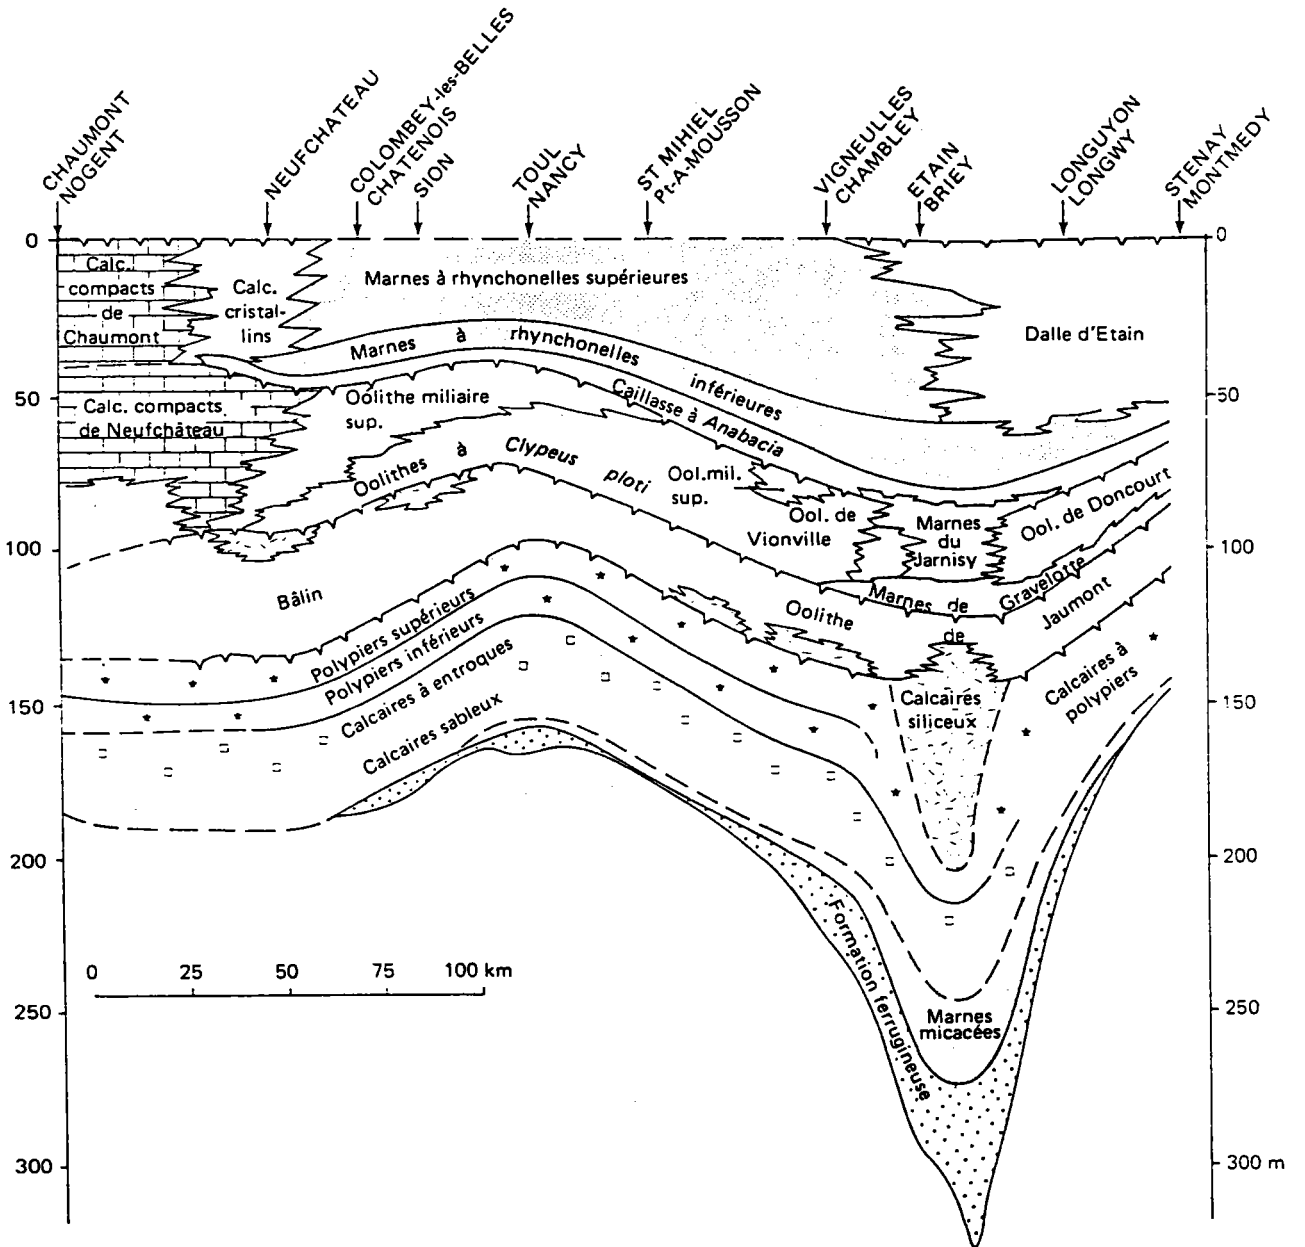 CHAUMONT
NOGENT
NEUFCHATEAU
COLOMBEY-les-BELLES
CHATENOIS
SION
TOUL
NANCY
ST MIHIEL
Pt-A-MOUSSON
VIGNEULLES
CHAMBLEY
ETAIN
BRIEY
LONGUYON
LONGWY
STENAY
MONTMEDY
0
50
100
150
200
250
300
0
50
100
150
200
250
300 m
Calc.
compacts
de
Chaumont
Calc.
cristal-
lins
Marnes à rhynchonelles supérieures
Dalle d'Etain
Marnes à rhynchonelles inférieures
Calc. compacts
de Neufchâteau
Oolithe miliaire
sup.
Caillasse à Anabacia
Oolithes à Clypeus ploti
Ool.mil.
sup.
Ool. de
Vionville
Marnes
du
Jarnisy
Ool. de Doncourt
Marnes de Gravelotte
Bâlin
Oolithe de Jaumont
Polypiers supérieurs
Polypiers inférieurs
Calcaires à entroques
Calcaires sableux
Calcaires
siliceux
Calcaires à
polypiers
Formation ferrugineuse
Marnes
micacées
0 25 50 75 100 km